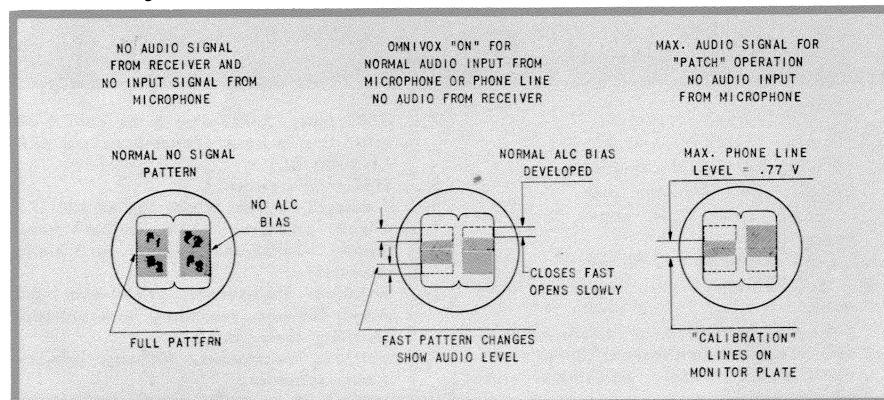 NO AUDIO SIGNAL
FROM RECEIVER AND
NO INPUT SIGNAL FROM
MICROPHONE
NORMAL NO SIGNAL
PATTERN
NO ALC
BIAS
FULL PATTERN
OMNIVOX "ON" FOR
NORMAL AUDIO INPUT FROM
MICROPHONE OR PHONE LINE
NO AUDIO FROM RECEIVER
NORMAL ALC BIAS
DEVELOPED
CLOSES FAST
OPENS SLOWLY
FAST PATTERN CHANGES
SHOW AUDIO LEVEL
MAX. AUDIO SIGNAL FOR
"PATCH" OPERATION
NO AUDIO INPUT
FROM MICROPHONE
MAX. PHONE LINE
LEVEL = .77 V
"CALIBRATION"
LINES ON
MONITOR PLATE